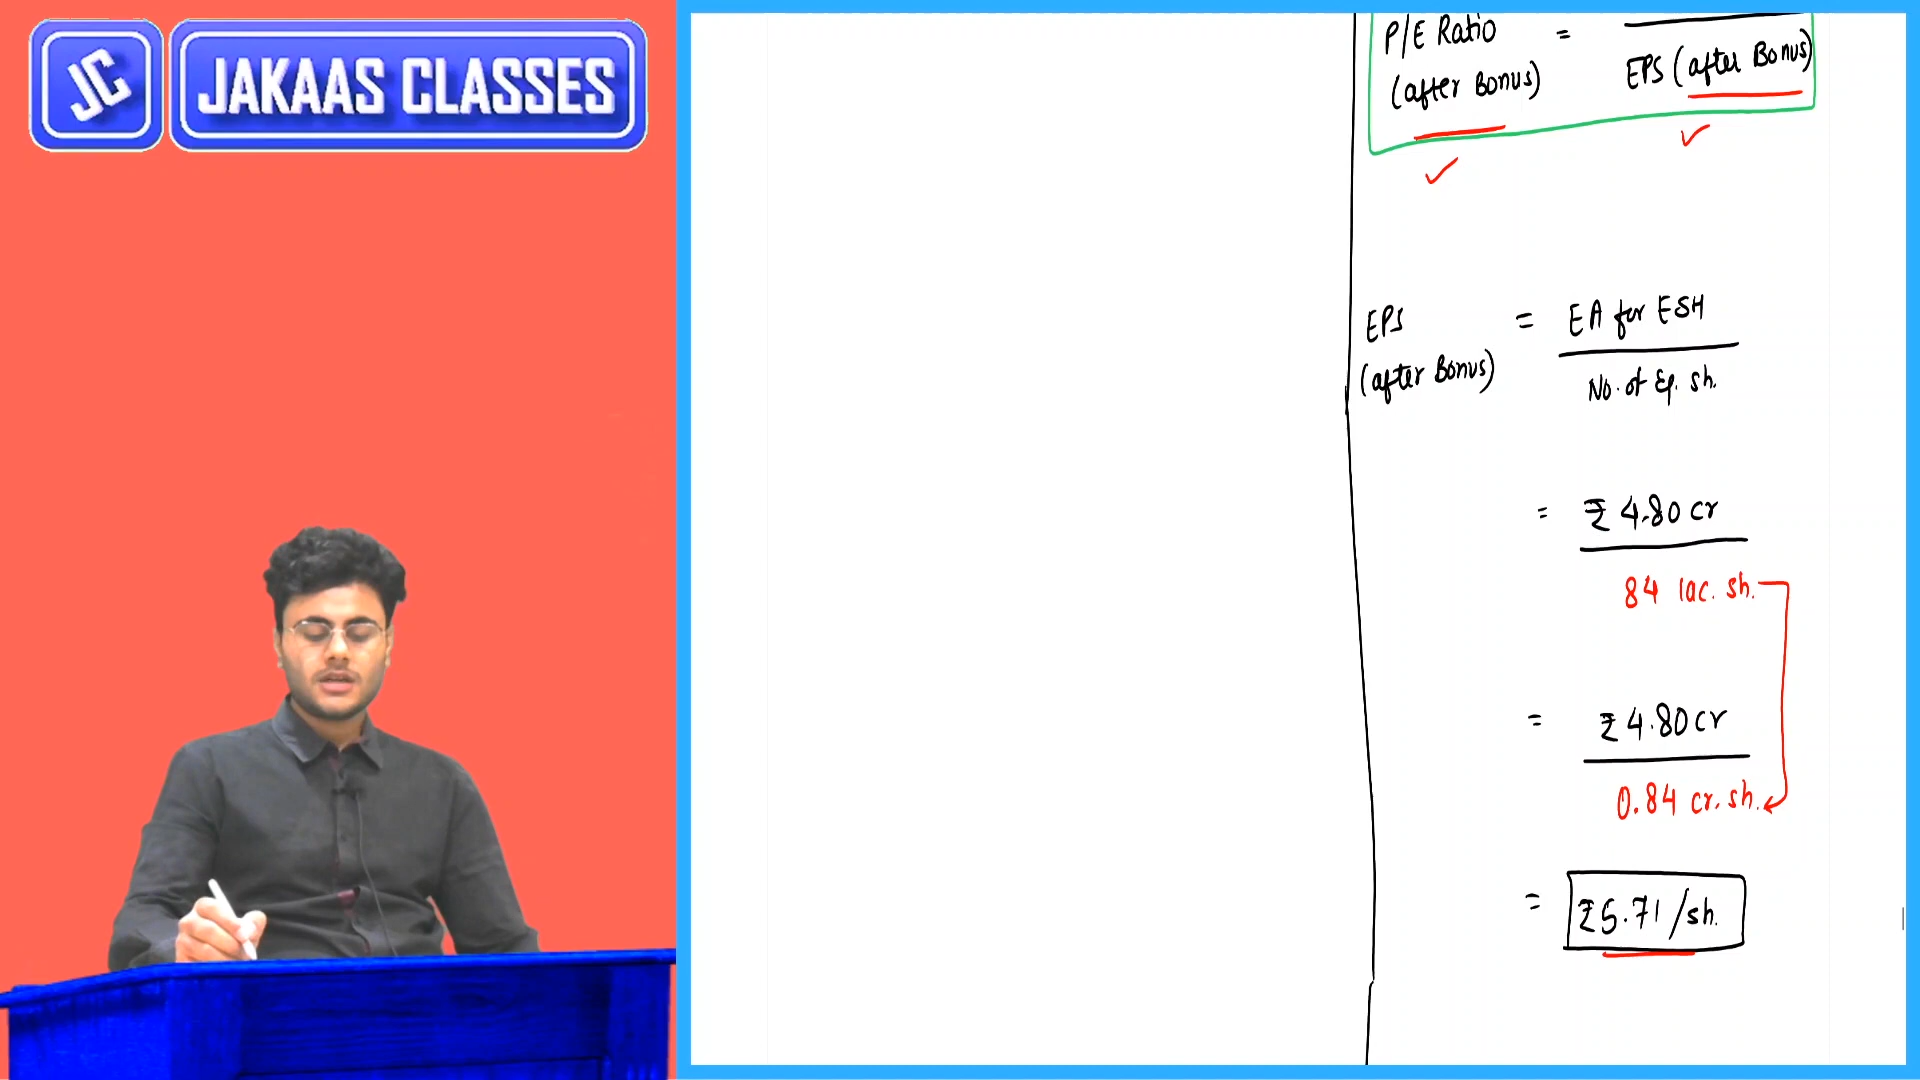 JC
JAKAAS CLASSES
P/E Ratio
(after Bonus)
=
EPS (after Bonus)
EPS
(after Bonus)
= EA for ESH
No. of Eq. sh.
= ₹ 4.80 cr
84 lac. sh.
= ₹ 4.80 cr
0.84 cr. sh.
= ₹5.71/sh.